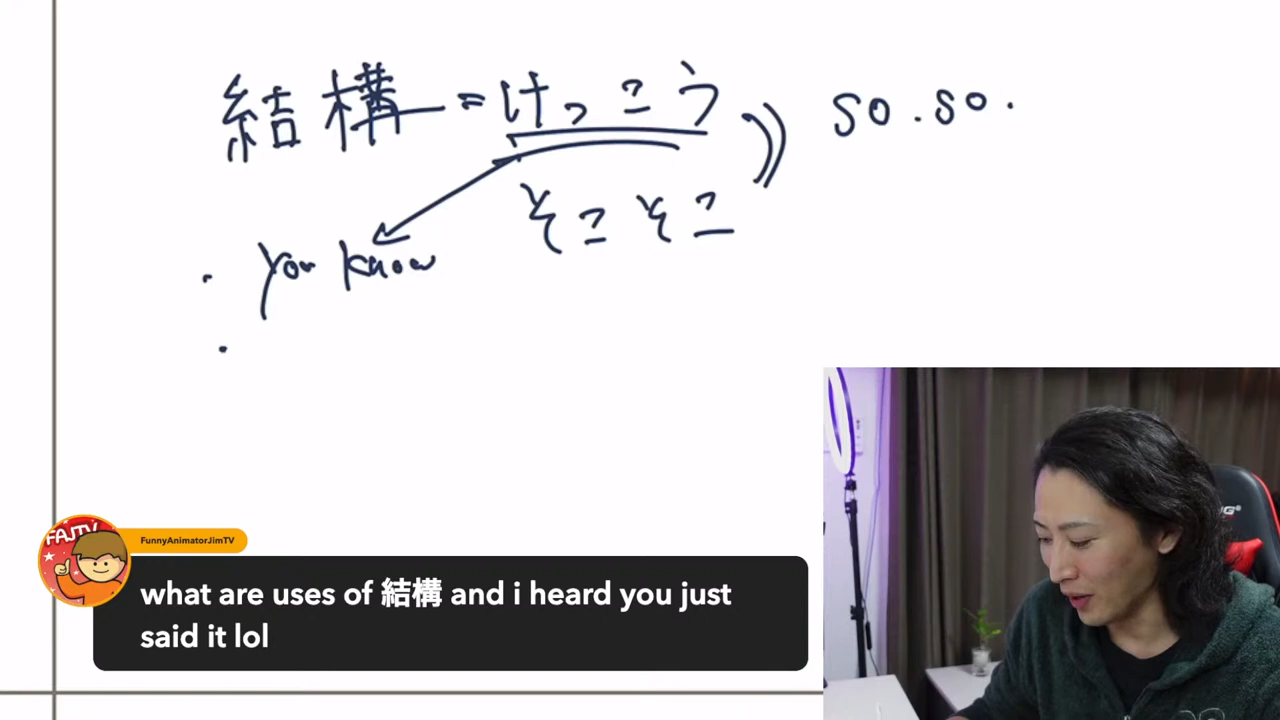 結構 = けっこう so.so.
そこそこ
・ you know
・
FAJTV
FunnyAnimatorJimTV
what are uses of 結構 and i heard you just
said it lol